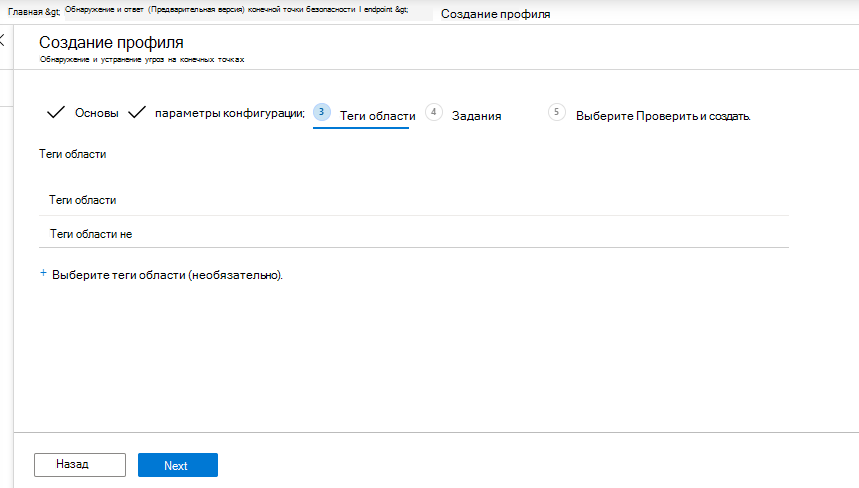 Главная &gt; Обнаружение и ответ (Предварительная версия) конечной точки безопасности I endpoint &gt; Создание профиля
Создание профиля
Обнаружение и устранение угроз на конечных точках
Основы параметры конфигурации; 3 Теги области 4 Задания 5 Выберите Проверить и создать.
Теги области
Теги области
Теги области не
+ Выберите теги области (необязательно).
Назад Next